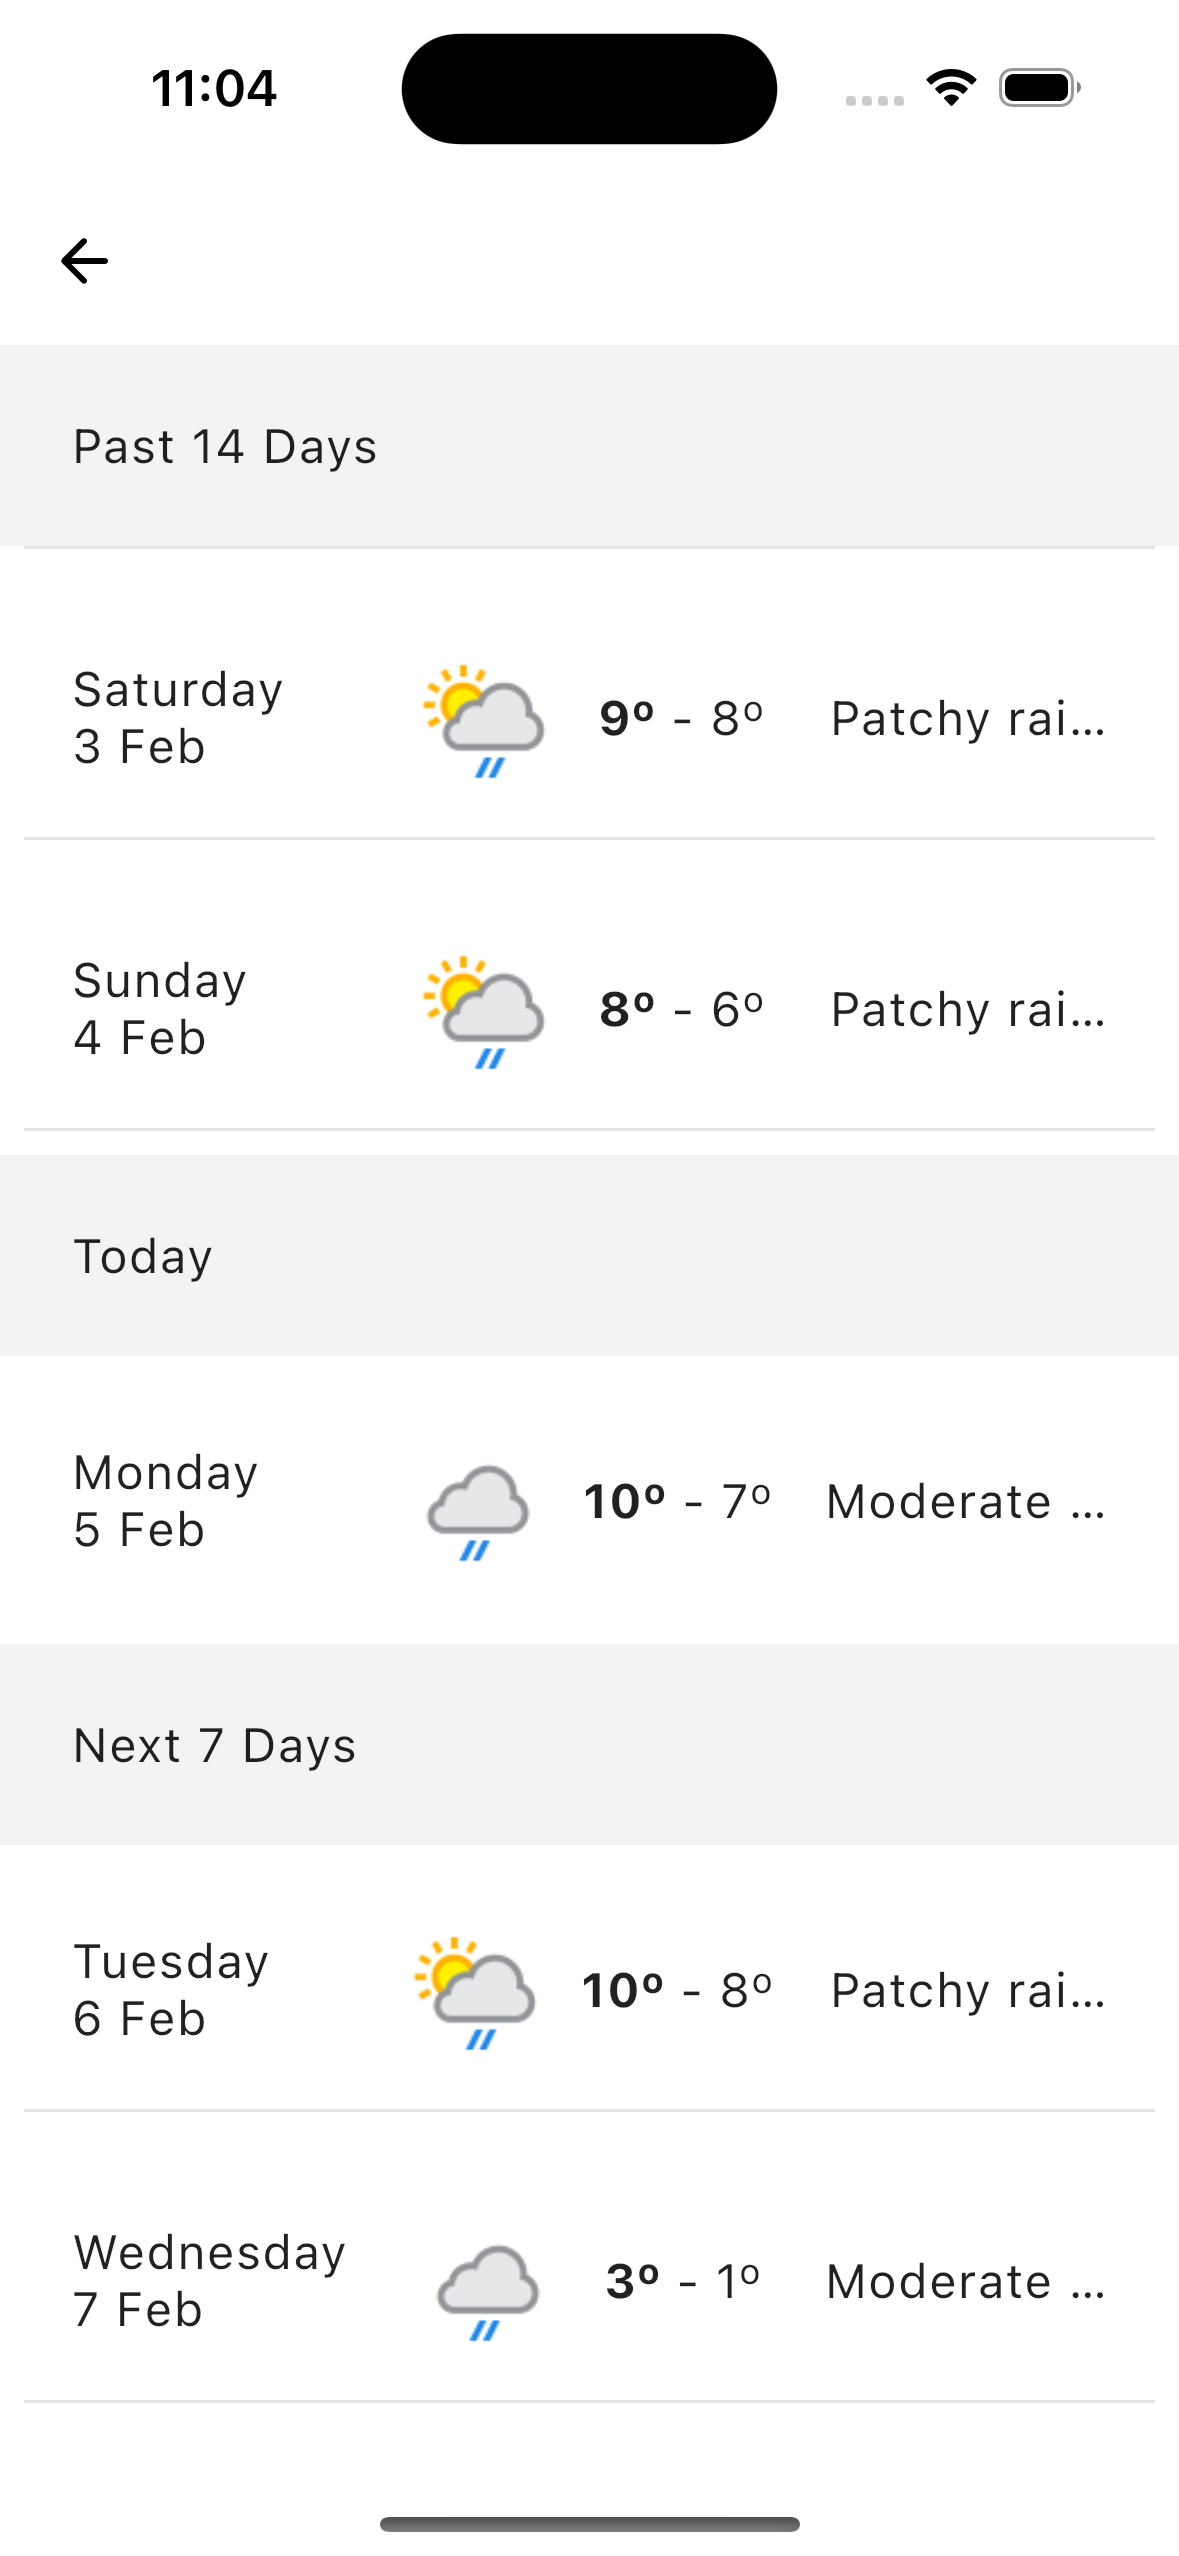 11:04
Past 14 Days
Saturday
3 Feb
9º - 8º
Patchy rai...
Sunday
4 Feb
8º - 6º
Patchy rai...
Today
Monday
5 Feb
10º - 7º
Moderate ...
Next 7 Days
Tuesday
6 Feb
10º - 8º
Patchy rai...
Wednesday
7 Feb
3º - 1º
Moderate ...